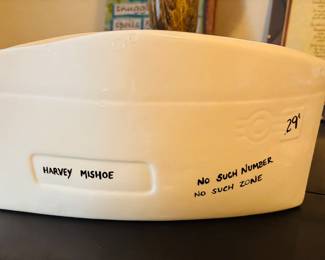 29¢
HARVEY MISHOE
NO SUCH NUMBER
NO SUCH ZONE